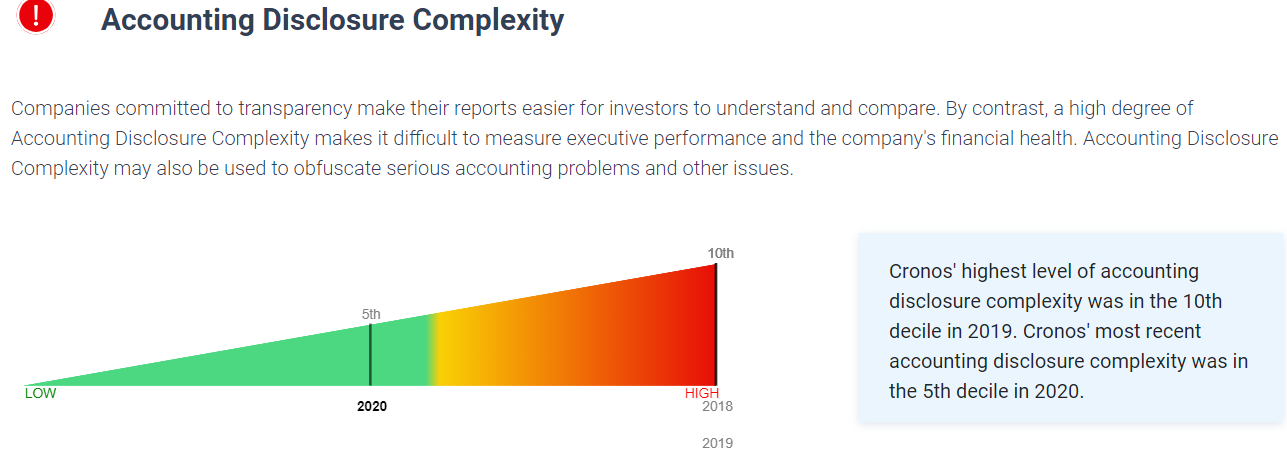 !
Accounting Disclosure Complexity
Companies committed to transparency make their reports easier for investors to understand and compare. By contrast, a high degree of
Accounting Disclosure Complexity makes it difficult to measure executive performance and the company's financial health. Accounting Disclosure
Complexity may also be used to obfuscate serious accounting problems and other issues.
10th
5th
LOW
HIGH
2020
2018
2019
Cronos' highest level of accounting
disclosure complexity was in the 10th
decile in 2019. Cronos' most recent
accounting disclosure complexity was in
the 5th decile in 2020.